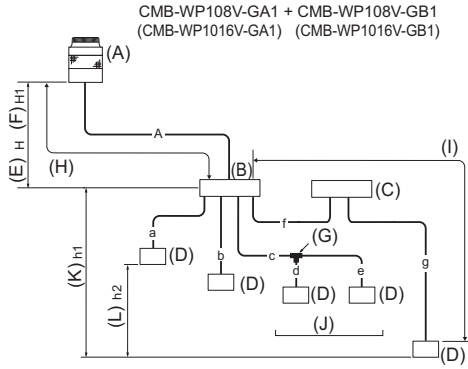 CMB-WP108V-GA1 + CMB-WP108V-GB1
(CMB-WP1016V-GA1) (CMB-WP1016V-GB1)
(A)
(E) H (F) H1
A
(H)
(I)
(B)
(C)
f
(G)
a
b
c
d
e
g
(D)
(D)
(D)
(D)
(K) h1
(L) h2
(J)
(D)